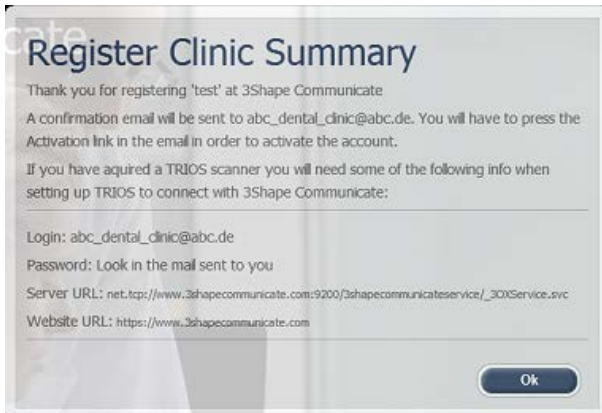 cate
Register Clinic Summary
Thank you for registering 'test' at 3Shape Communicate
A confirmation email will be sent to abc_dental_clinic@abc.de. You will have to press the
Activation link in the email in order to activate the account.
If you have aquired a TRIOS scanner you will need some of the following info when
setting up TRIOS to connect with 3Shape Communicate:
Login: abc_dental_clinic@abc.de
Password: Look in the mail sent to you
Server URL: net.tcp://www.3shapecommunicate.com:9200/3shapecommunicateservice/_3OXService.svc
Website URL: https://www.3shapecommunicate.com
Ok